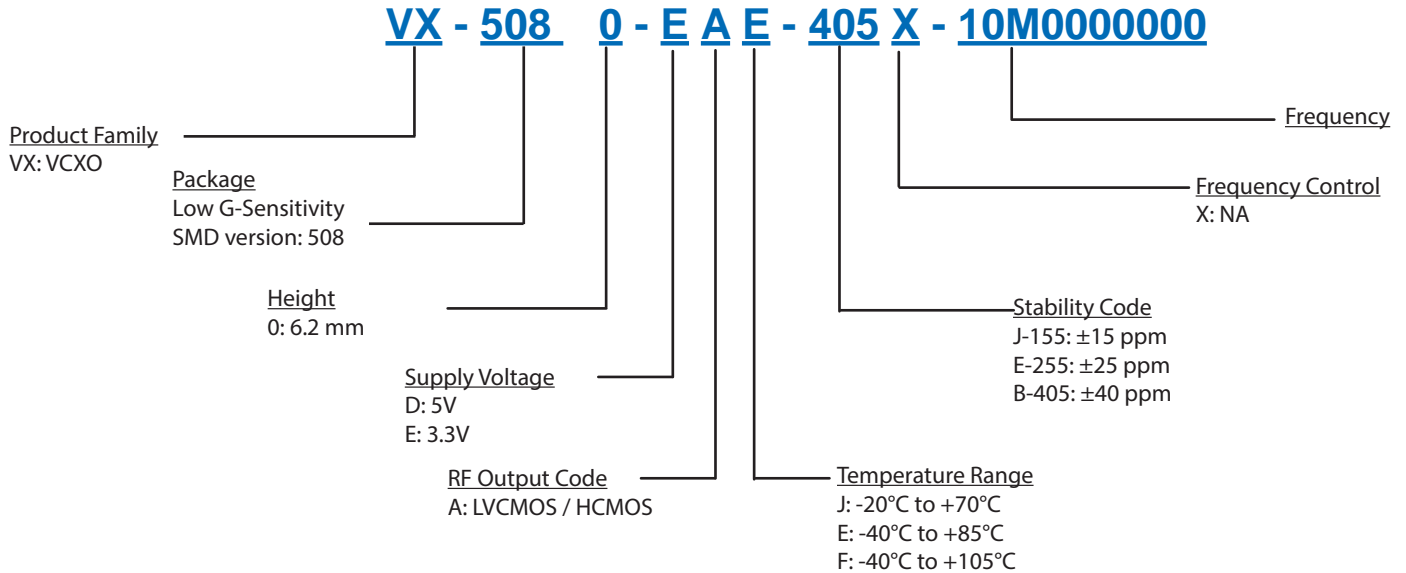 VX - 508 0 - E A E - 405 X - 10M0000000
Product Family
VX: VCXO
Package
Low G-Sensitivity
SMD version: 508
Height
0: 6.2 mm
Supply Voltage
D: 5V
E: 3.3V
RF Output Code
A: LVCMOS / HCMOS
Temperature Range
J: -20°C to +70°C
E: -40°C to +85°C
F: -40°C to +105°C
Stability Code
J-155: ±15 ppm
E-255: ±25 ppm
B-405: ±40 ppm
Frequency Control
X: NA
Frequency